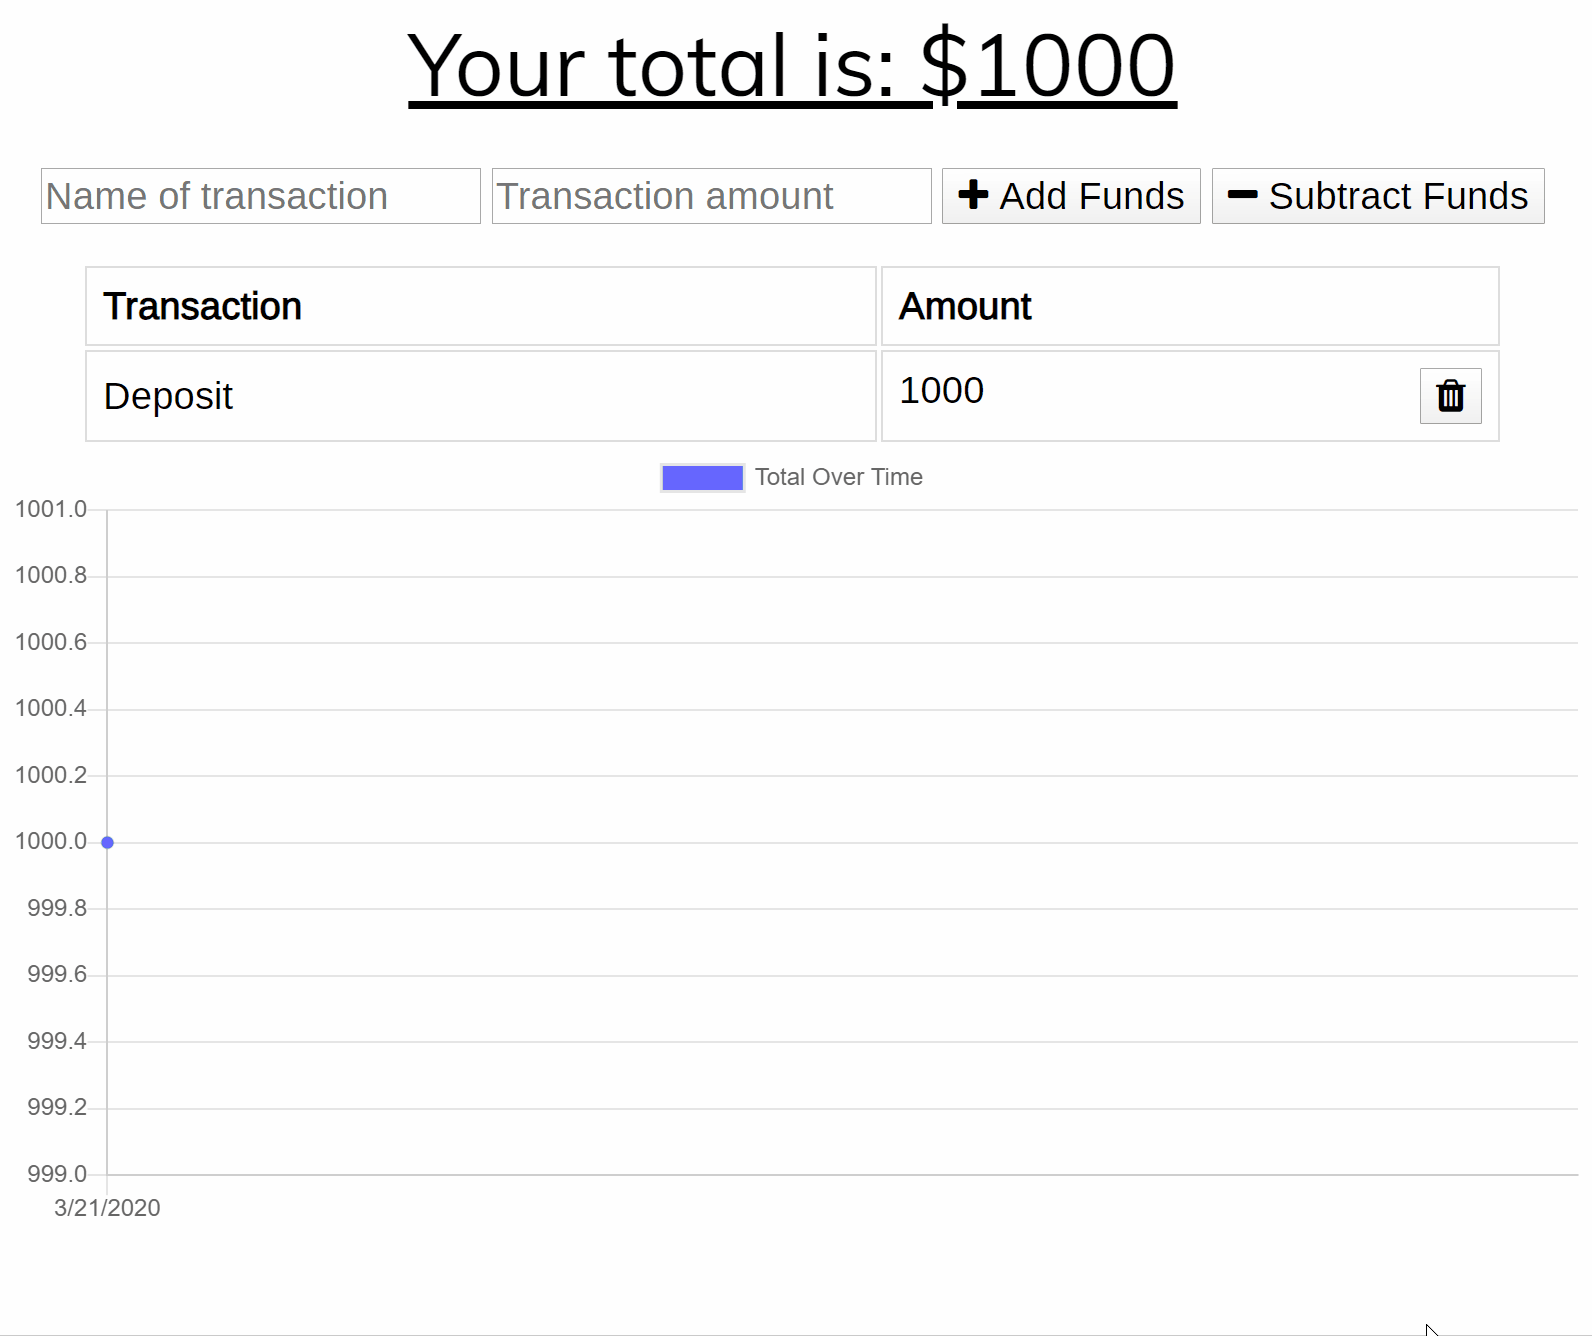 Your total is: $1000
Name of transaction Transaction amount Add Funds Subtract Funds
Transaction Amount
Deposit 1000
Total Over Time
1001.0
1000.8
1000.6
1000.4
1000.2
1000.0
999.8
999.6
999.4
999.2
999.0
3/21/2020